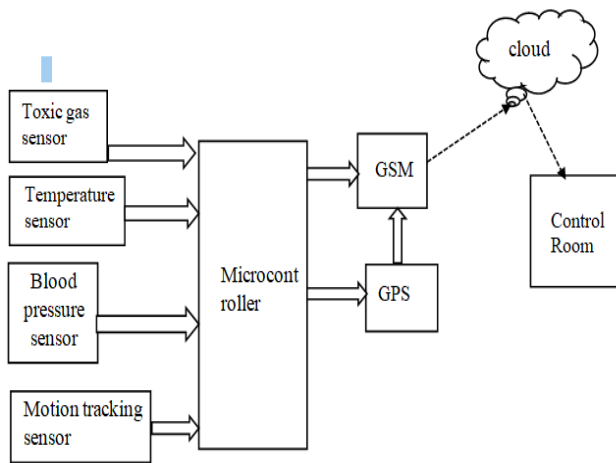 cloud
Toxic gas
sensor
GSM
Temperature
sensor
Control
Room
Microcont
roller
Blood
pressure
sensor
GPS
Motion tracking
sensor